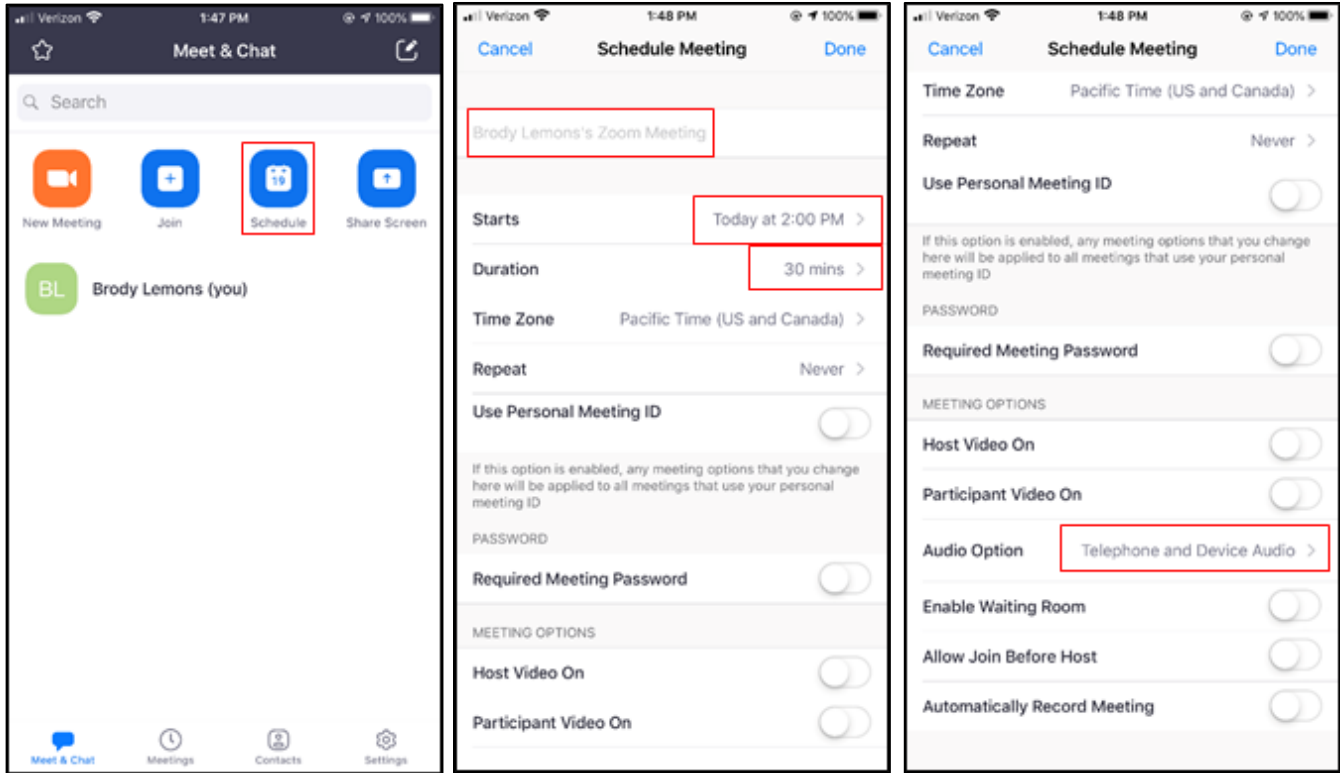 Verizon 1:47 PM 100%
Meet & Chat
Search
19
New Meeting Join Schedule Share Screen
BL Brody Lemons (you)
Meet & Chat Meetings Contacts Settings
Verizon 1:48 PM 100%
Cancel Schedule Meeting Done
Brody Lemons's Zoom Meeting
Starts Today at 2:00 PM >
Duration 30 mins >
Time Zone Pacific Time (US and Canada) >
Repeat Never >
Use Personal Meeting ID
If this option is enabled, any meeting options that you change
here will be applied to all meetings that use your personal
meeting ID
PASSWORD
Required Meeting Password
MEETING OPTIONS
Host Video On
Participant Video On
Verizon 1:48 PM 100%
Cancel Schedule Meeting Done
Time Zone Pacific Time (US and Canada) >
Repeat Never >
Use Personal Meeting ID
If this option is enabled, any meeting options that you change
here will be applied to all meetings that use your personal
meeting ID
PASSWORD
Required Meeting Password
MEETING OPTIONS
Host Video On
Participant Video On
Audio Option Telephone and Device Audio >
Enable Waiting Room
Allow Join Before Host
Automatically Record Meeting